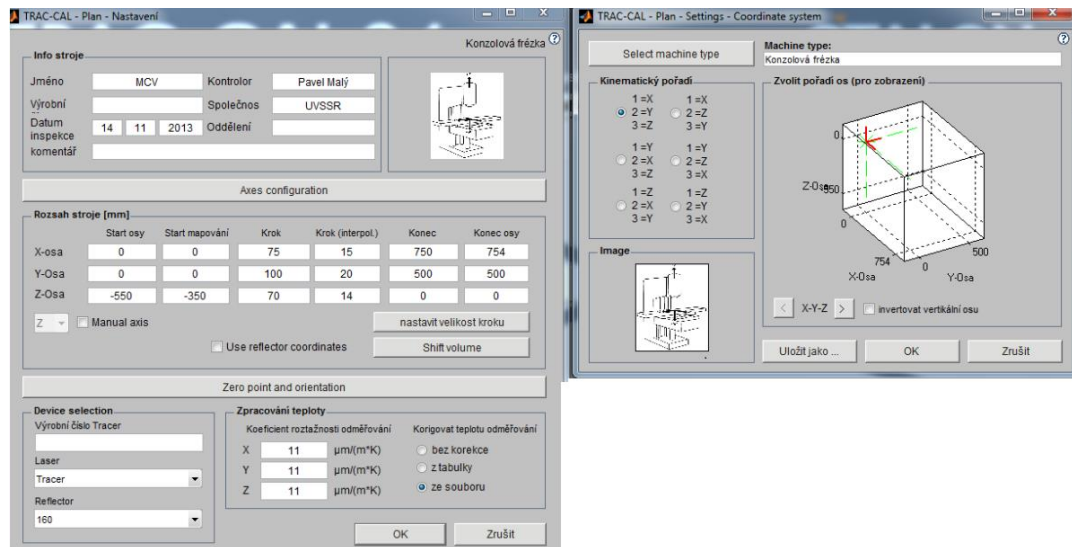 TRAC-CAL - Plan - Nastavení
Konzolová frézka
Info stroje
Jméno MCV Kontrolor Pavel Malý
Výrobní Společnos UVSSR
Datum inspekce 14 11 2013 Oddělení
komentář
Axes configuration
Rozsah stroje [mm]
Start osy Start mapování Krok Krok (interpol.) Konec Konec osy
X-osa 0 0 75 15 750 754
Y-Osa 0 0 100 20 500 500
Z-Osa -550 -350 70 14 0 0
Z Manual axis nastavit velikost kroku
Use reflector coordinates Shift volume
Zero point and orientation
Device selection
Výrobní číslo Tracer
Laser
Tracer
Reflector
160
Zpracování teploty
Koeficient roztažnosti odměřování Korigovat teplotu odměřování
X 11 µm/(m*K) bez korekce
Y 11 µm/(m*K) z tabulky
Z 11 µm/(m*K) ze souboru
OK Zrušit
TRAC-CAL - Plan - Settings - Coordinate system
Select machine type
Machine type:
Konzolová frézka
Kinematický pořadí
1 =X 1 =X
2 =Y 2 =Z
3 =Z 3 =Y
1 =Y 1 =Y
2 =X 2 =Z
3 =Z 3 =X
1 =Z 1 =Z
2 =X 2 =Y
3 =Y 3 =X
Image
Zvolit pořadí os (pro zobrazení)
0
Z-Osa
0
754
X-Osa
0
500
Y-Osa
< X-Y-Z > invertovat vertikální osu
Uložit jako ... OK Zrušit